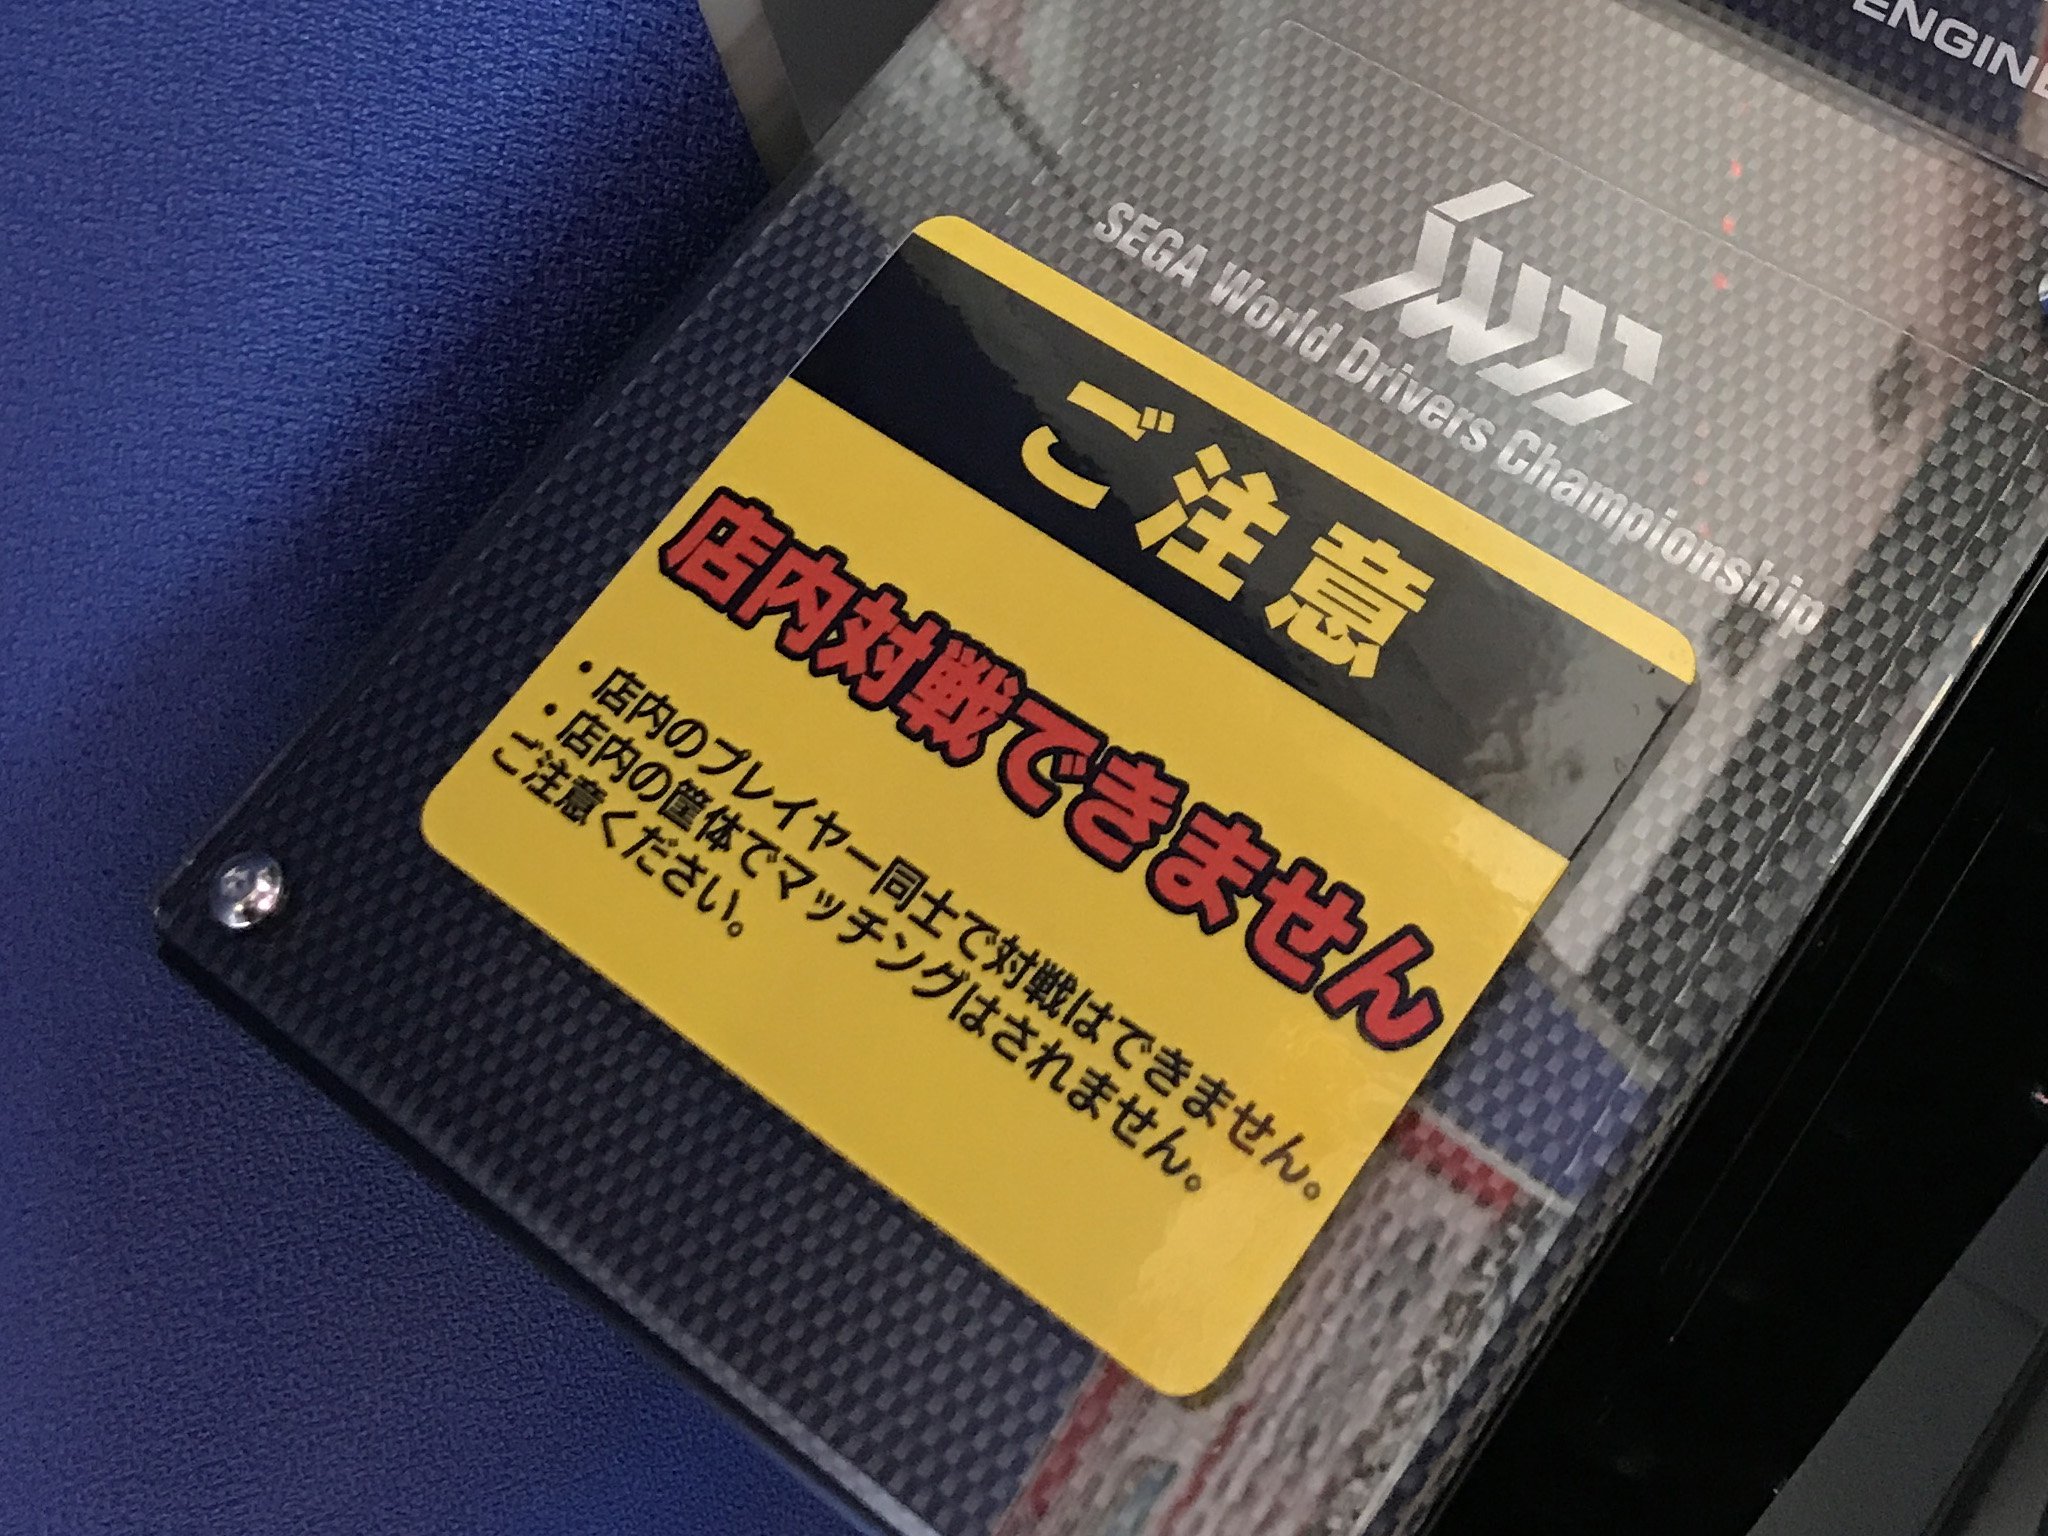 SEGA World Drivers Championship
ご注意
店内対戦できません
・店内のプレイヤー同士で対戦はできません。
・店内の筐体でマッチングはされません。
ご注意ください。